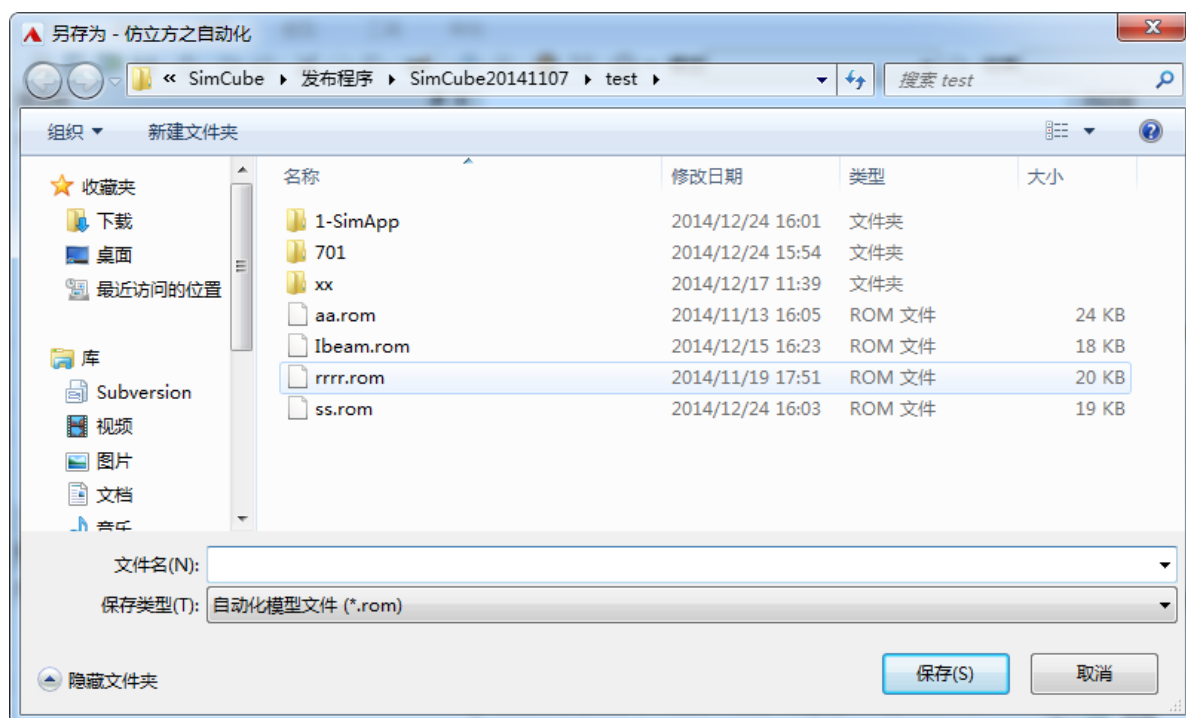 另存为 - 仿立方之自动化
« SimCube ▸ 发布程序 ▸ SimCube20141107 ▸ test ▸
搜索 test
组织 新建文件夹
名称 修改日期 类型 大小
收藏夹
下载
桌面
最近访问的位置
库
Subversion
视频
图片
文档
音乐
1-SimApp 2014/12/24 16:01 文件夹
701 2014/12/24 15:54 文件夹
xx 2014/12/17 11:39 文件夹
aa.rom 2014/11/13 16:05 ROM 文件 24 KB
Ibeam.rom 2014/12/15 16:23 ROM 文件 18 KB
rrrr.rom 2014/11/19 17:51 ROM 文件 20 KB
ss.rom 2014/12/24 16:03 ROM 文件 19 KB
文件名(N):
保存类型(T): 自动化模型文件 (*.rom)
隐藏文件夹 保存(S) 取消